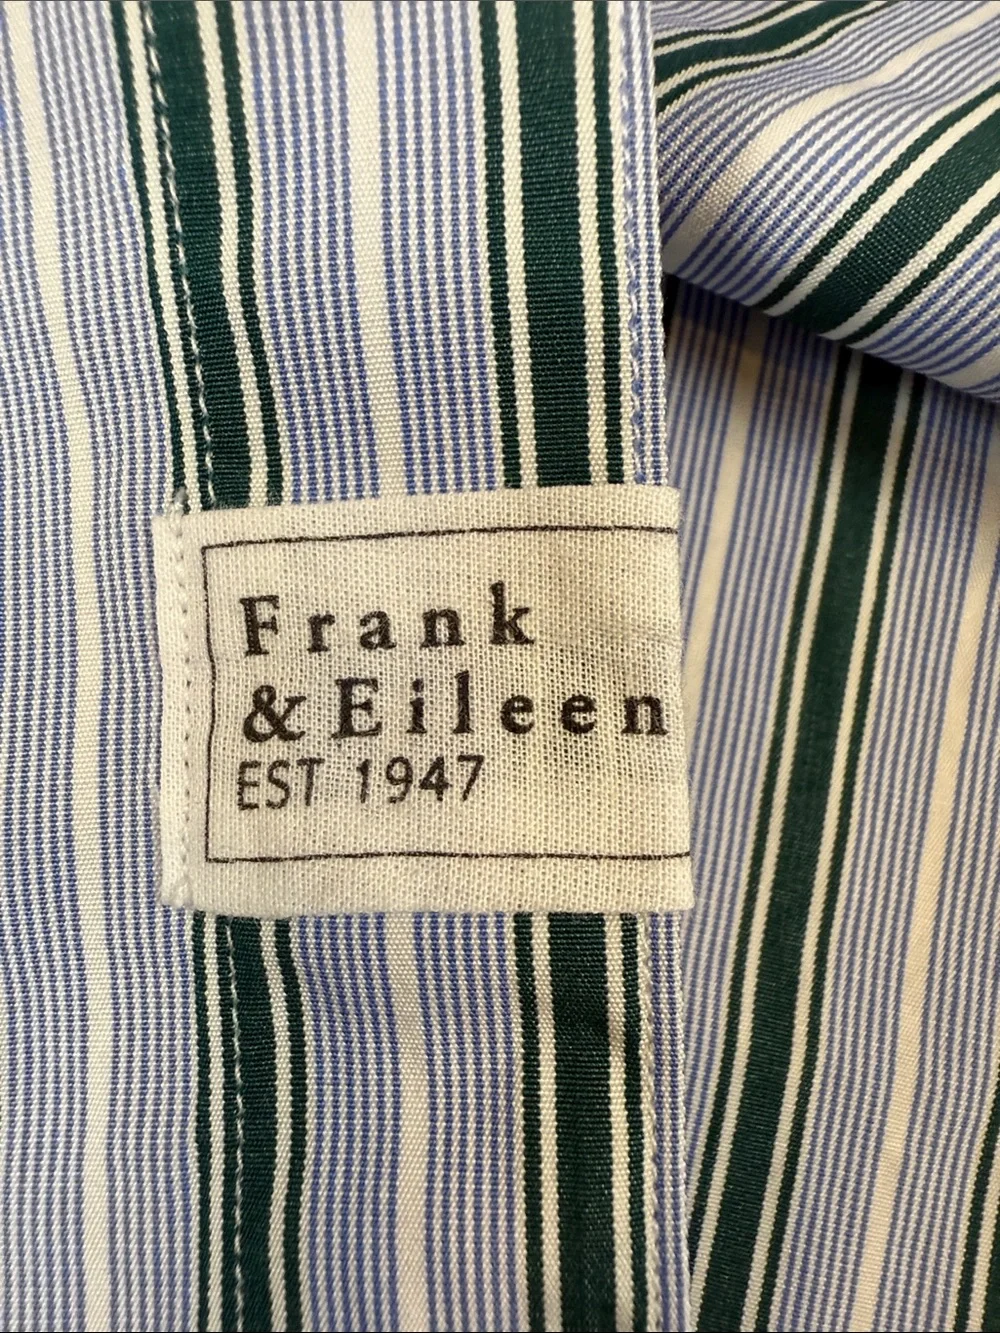 Frank
& Eileen
EST 1947